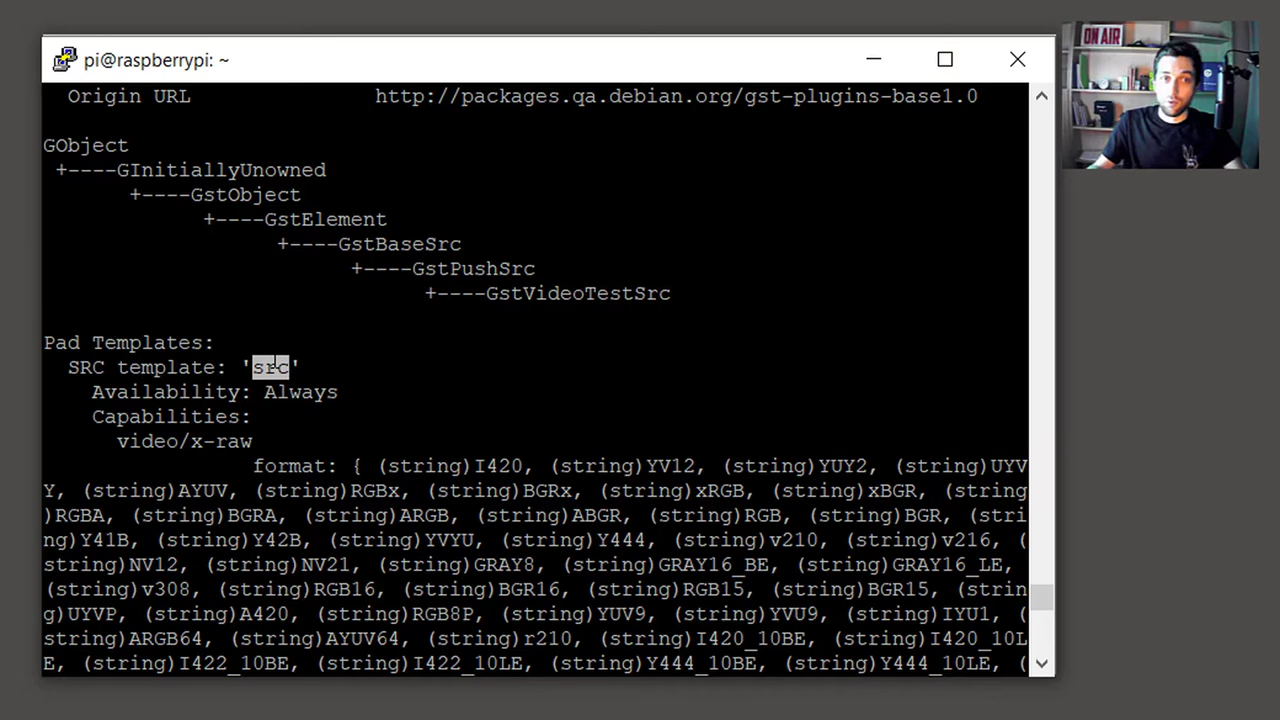 pi@raspberrypi: ~
ON AIR
Origin URL http://packages.qa.debian.org/gst-plugins-base1.0
GObject
+----GInitiallyUnowned
+----GstObject
+----GstElement
+----GstBaseSrc
+----GstPushSrc
+----GstVideoTestSrc
Pad Templates:
SRC template: 'src'
Availability: Always
Capabilities:
video/x-raw
format: { (string)I420, (string)YV12, (string)YUY2, (string)UYV
Y, (string)AYUV, (string)RGBx, (string)BGRx, (string)xRGB, (string)xBGR, (string
)RGBA, (string)BGRA, (string)ARGB, (string)ABGR, (string)RGB, (string)BGR, (stri
ng)Y41B, (string)Y42B, (string)YVYU, (string)Y444, (string)v210, (string)v216, (
string)NV12, (string)NV21, (string)GRAY8, (string)GRAY16_BE, (string)GRAY16_LE,
(string)v308, (string)RGB16, (string)BGR16, (string)RGB15, (string)BGR15, (strin
g)UYVP, (string)A420, (string)RGB8P, (string)YUV9, (string)YVU9, (string)IYU1, (
string)ARGB64, (string)AYUV64, (string)r210, (string)I420_10BE, (string)I420_10L
E, (string)I422_10BE, (string)I422_10LE, (string)Y444_10BE, (string)Y444_10LE, (